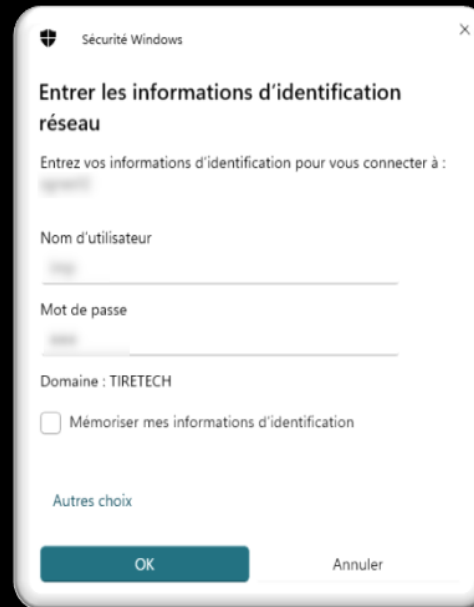 Sécurité Windows
Entrer les informations d’identification
réseau
Entrez vos informations d’identification pour vous connecter à :
Nom d’utilisateur
Mot de passe
Domaine : TIRETECH
Mémoriser mes informations d’identification
Autres choix
OK
Annuler